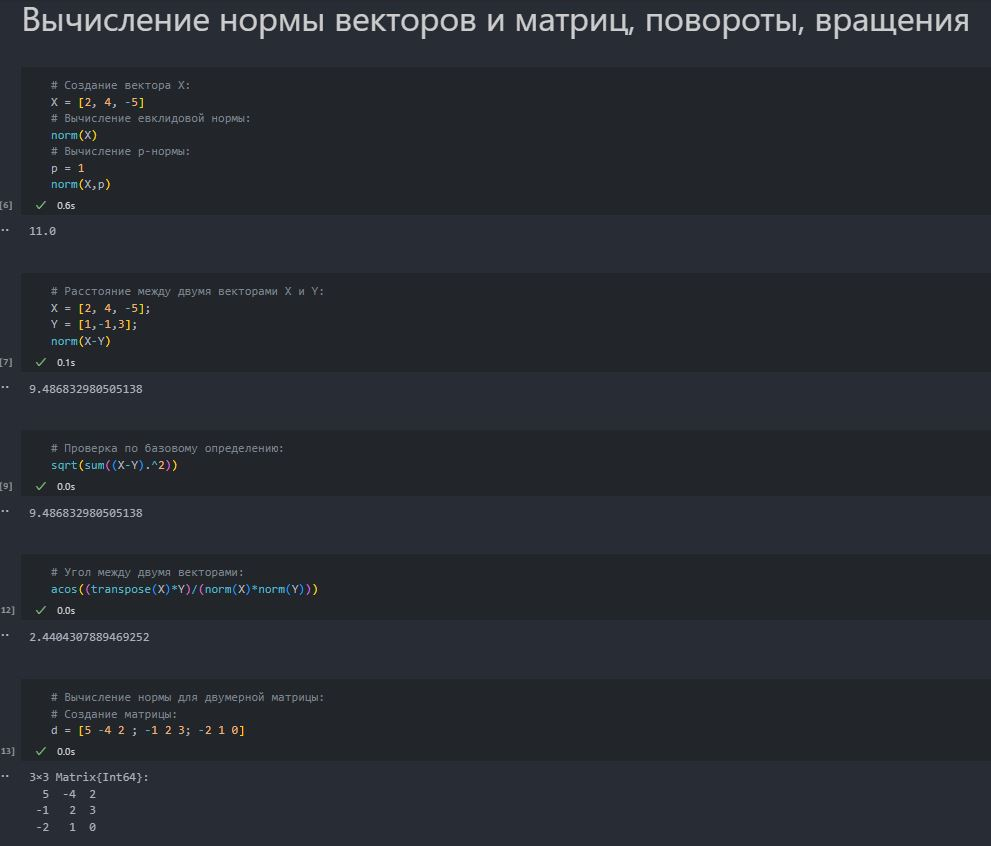 Вычисление нормы векторов и матриц, повороты, вращения
# Создание вектора X:
X = [2, 4, -5]
# Вычисление евклидовой нормы:
norm(X)
# Вычисление p-нормы:
p = 1
norm(X,p)
[6]
✓ 0.6s
11.0
# Расстояние между двумя векторами X и Y:
X = [2, 4, -5];
Y = [1,-1,3];
norm(X-Y)
[7]
✓ 0.1s
9.486832980505138
# Проверка по базовому определению:
sqrt(sum((X-Y).^2))
[9]
✓ 0.0s
9.486832980505138
# Угол между двумя векторами:
acos((transpose(X)*Y)/(norm(X)*norm(Y)))
12]
✓ 0.0s
2.4404307889469252
# Вычисление нормы для двумерной матрицы:
# Создание матрицы:
d = [5 -4 2 ; -1 2 3; -2 1 0]
13]
✓ 0.0s
3×3 Matrix{Int64}:
5 -4 2
-1 2 3
-2 1 0